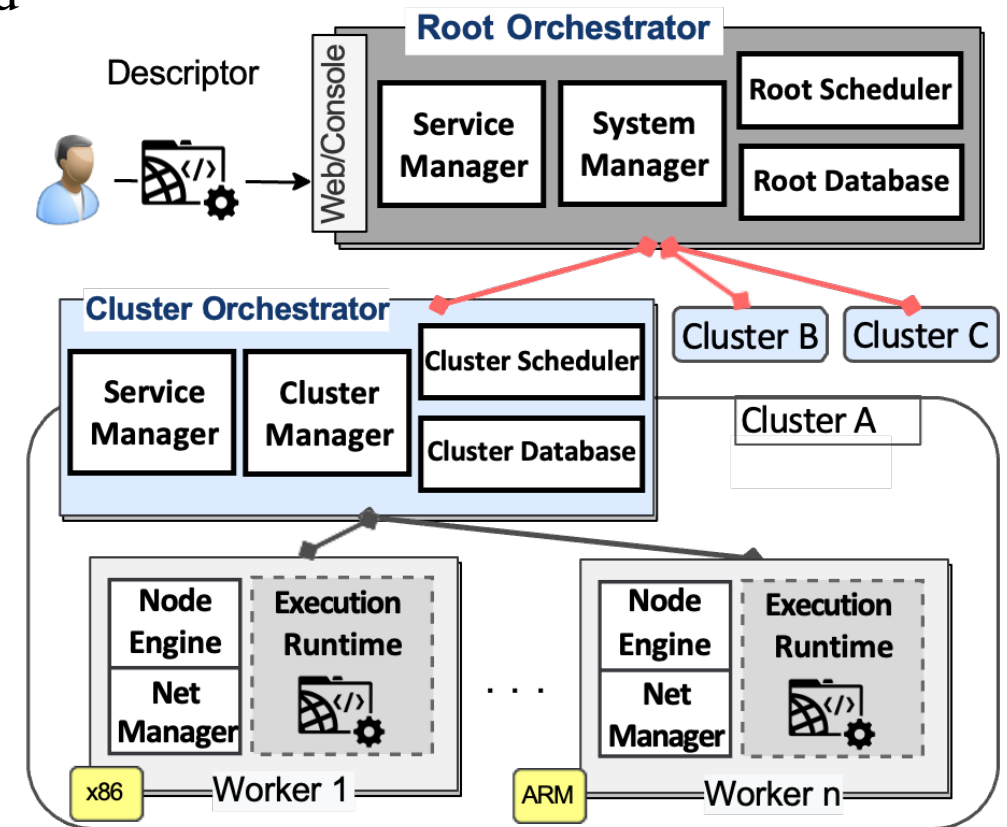 Root Orchestrator
Descriptor
Web/Console
Service
Manager
System
Manager
Root Scheduler
Root Database
Cluster Orchestrator
Service
Manager
Cluster
Manager
Cluster Scheduler
Cluster Database
Cluster B
Cluster C
Cluster A
Node
Engine
Net
Manager
Execution
Runtime
</>
x86
Worker 1
. . .
Node
Engine
Net
Manager
Execution
Runtime
</>
ARM
Worker n